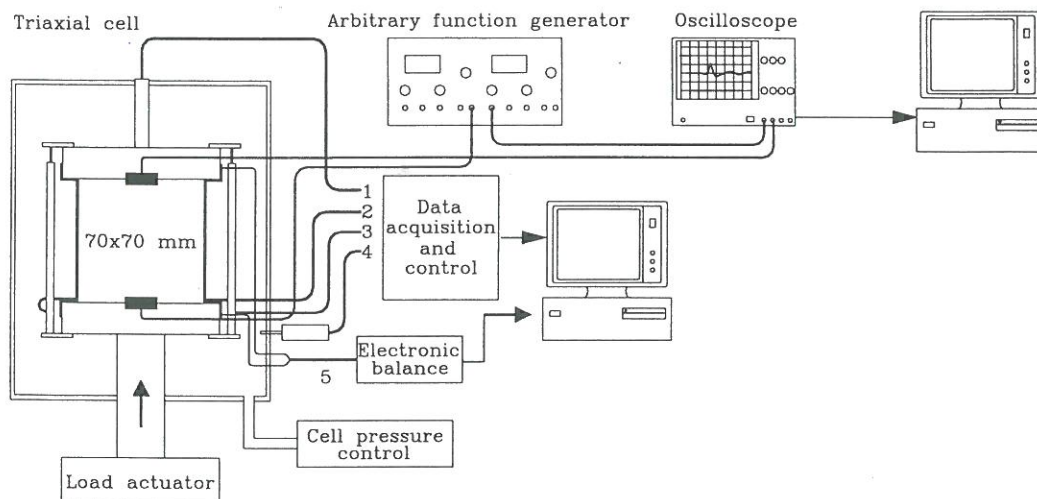 Triaxial cell
Arbitrary function generator
Oscilloscope
1
2
3
4
Data
acquisition
and
control
70x70 mm
5
Electronic
balance
Cell pressure
control
Load actuator